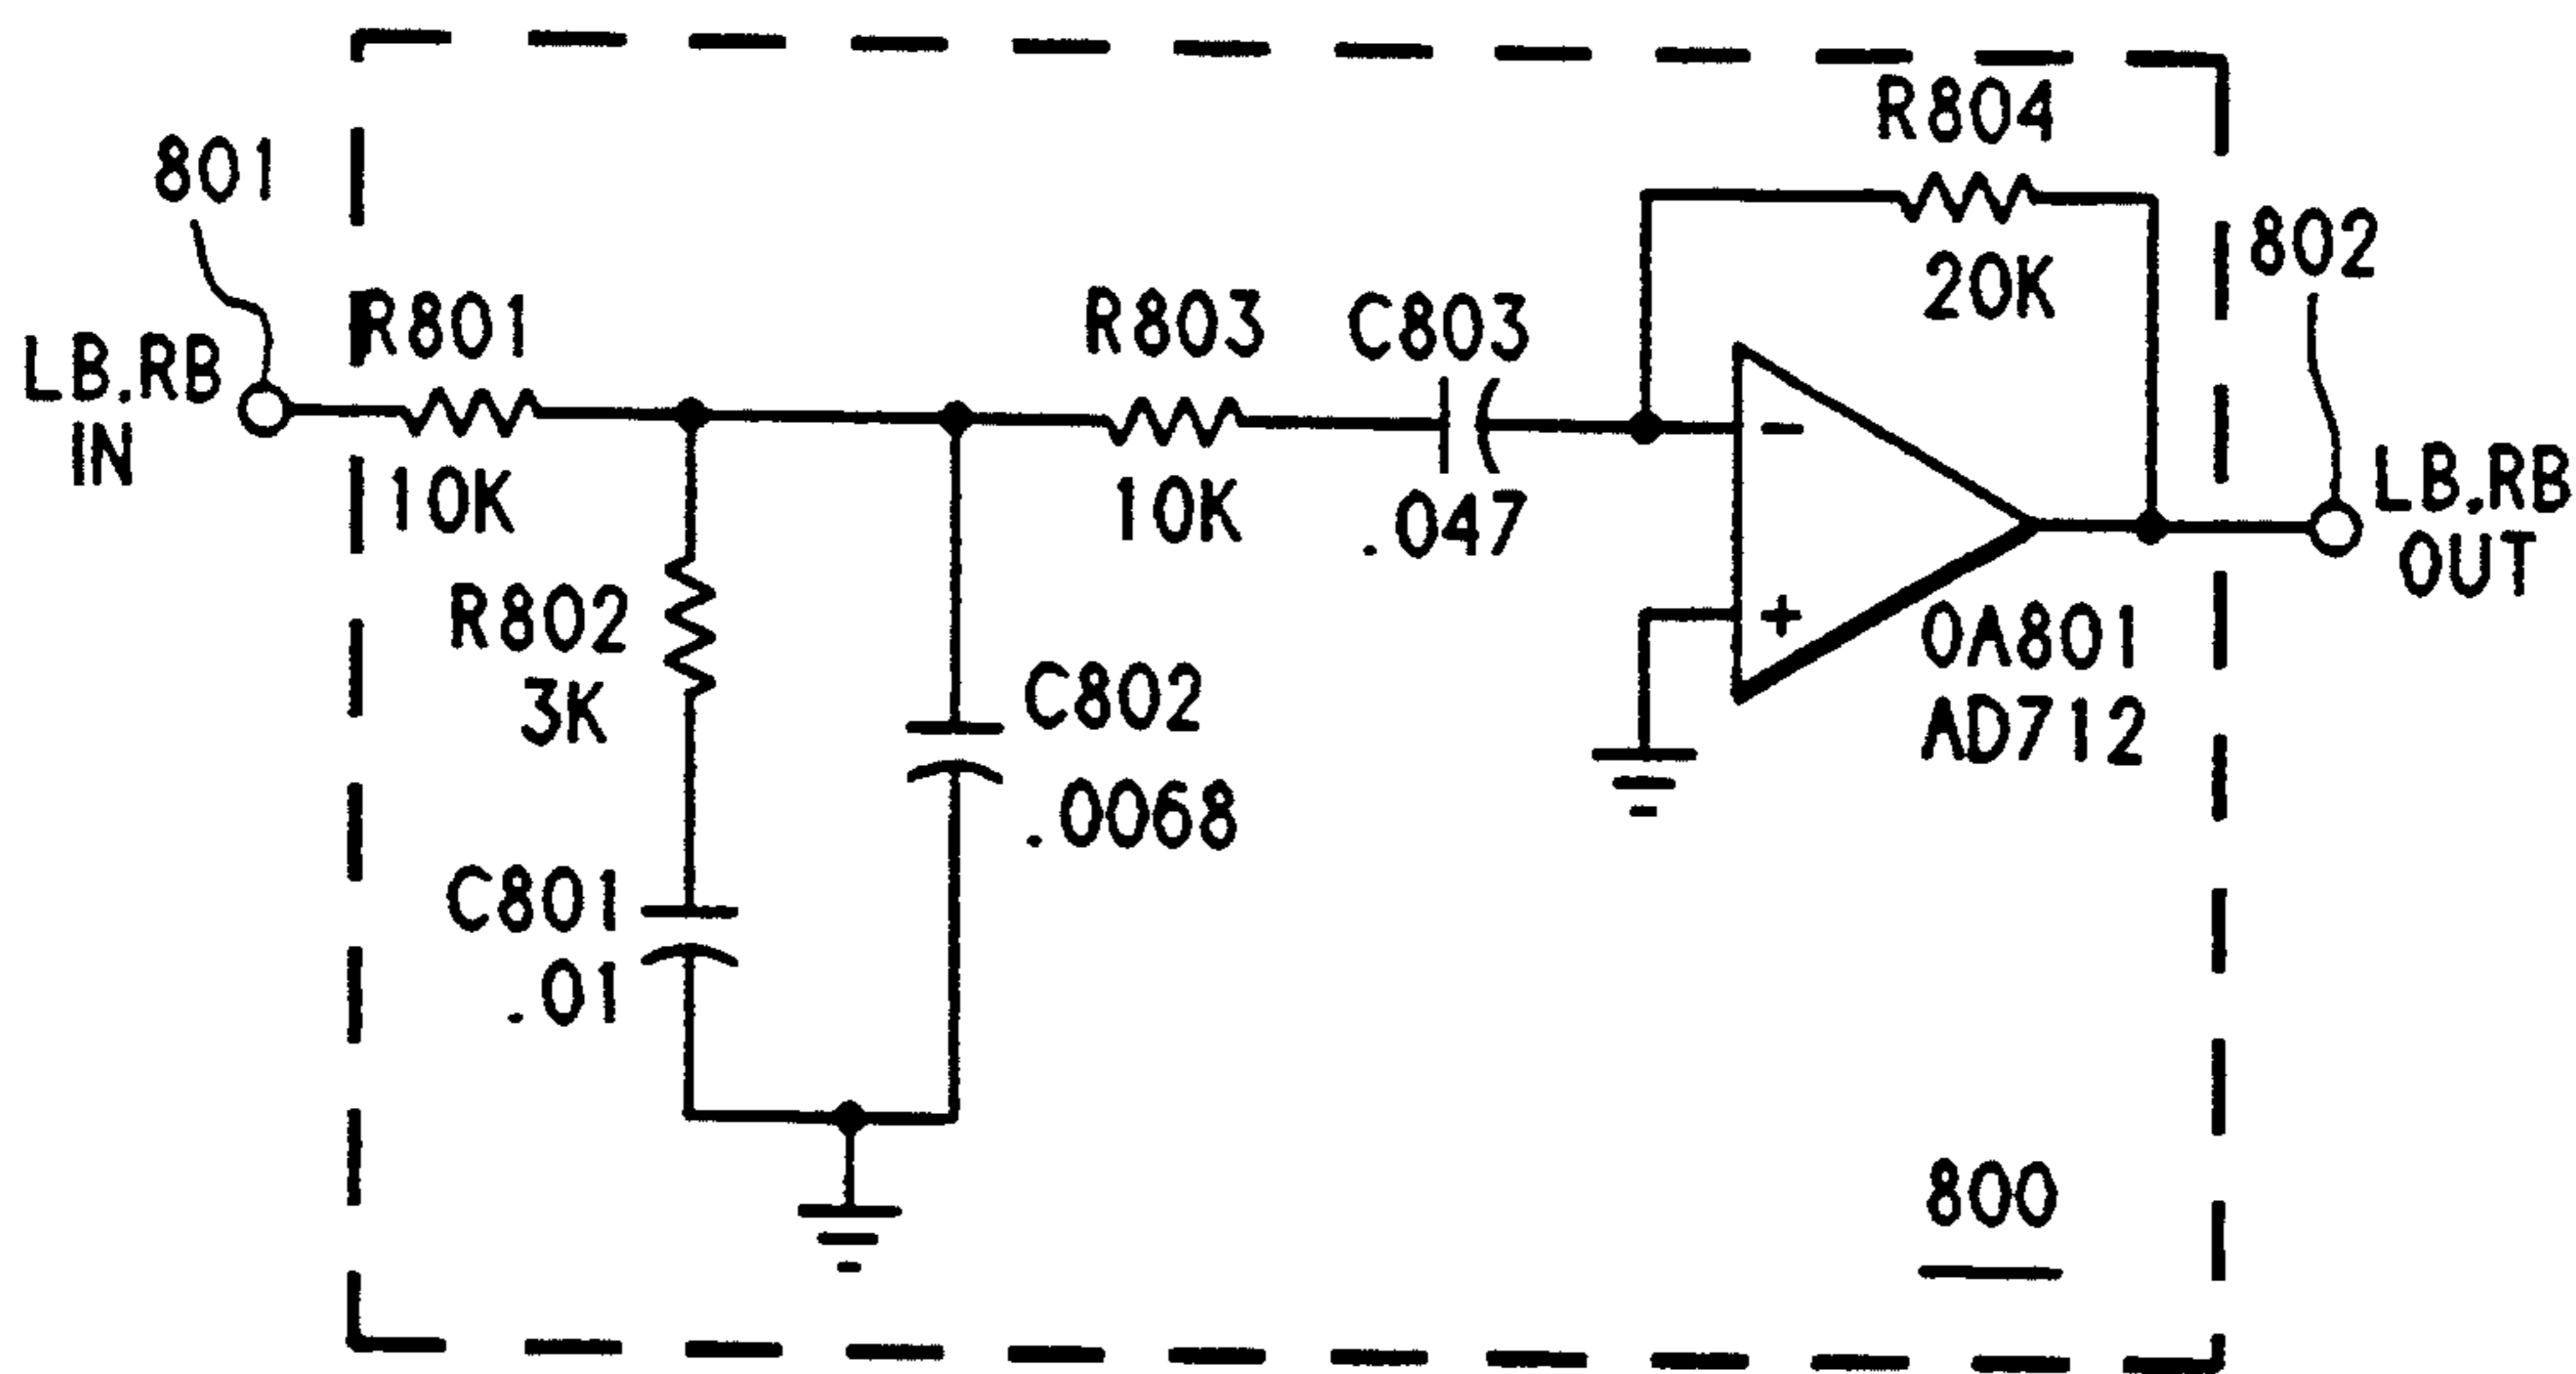 801
LB.RB
IN
R801
10K
R802
3K
C801
.01
C802
.0068
R803
10K
C803
.047
R804
20K
-
+
OA801
AD712
802
LB,RB
OUT
800